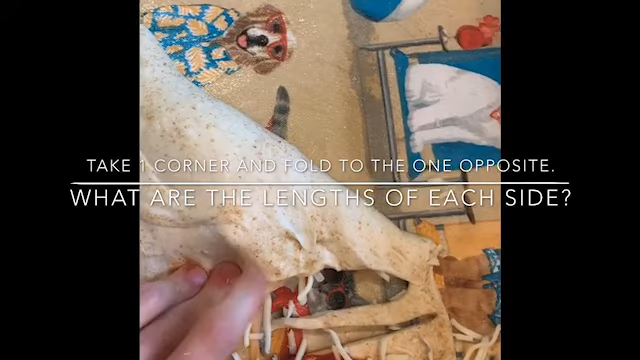 TAKE 1 CORNER AND FOLD TO THE ONE OPPOSITE.
WHAT ARE THE LENGTHS OF EACH SIDE?